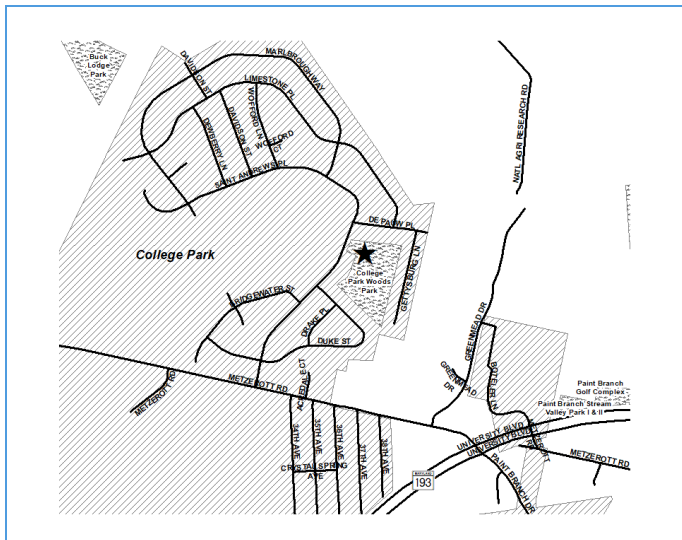 Buck
Lodge
Park
DAVIDSON ST
MARLBROUGH WAY
LIMESTONE PL
WOFFORD LN
WOFFORD
CT
DAVIDSON ST
DEWBERRY LN
SAINT ANDREWS PL
NATL AGRI RESEARCH RD
DE PAUW PL
College Park
College
Park Woods
Park
GETTYSBURG LN
BRIDGEWATER ST
DRAKE PL
DUKE ST
GREENMEAD DR
GREENMEAD
DR
BOTELER LN
METZEROTT RD
METZEROTT RD
Paint Branch
Golf Complex
Paint Branch Stream
Valley Park I & II
34TH AVE
35TH AVE
36TH AVE
37TH AVE
38TH AVE
CRYSTAL SPRING
AVE
UNIVERSITY BLVD
UNIVERSITY BLVD
METZEROTT
METZEROTT RD
PAINT BRANCH DR
MARYLAND
193